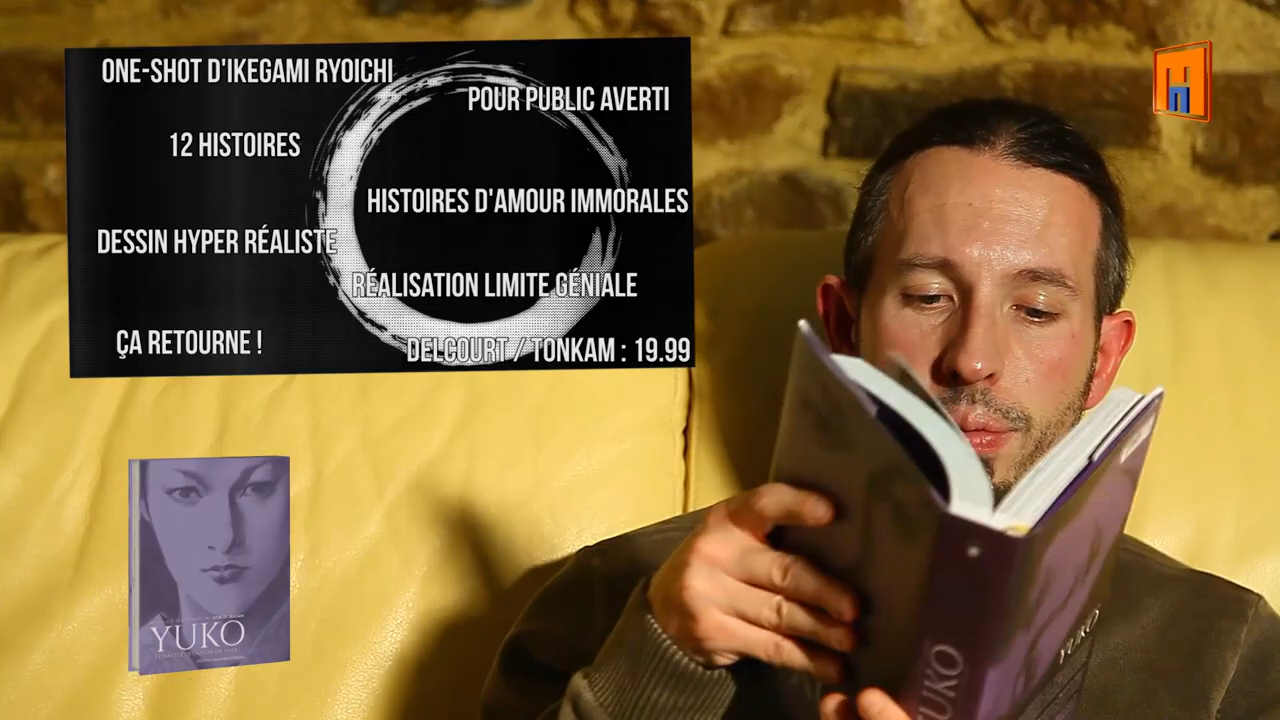 ONE-SHOT D'IKEGAMI RYOICHI
POUR PUBLIC AVERTI
12 HISTOIRES
HISTOIRES D'AMOUR IMMORALES
DESSIN HYPER RÉALISTE
RÉALISATION LIMITE GÉNIALE
ÇA RETOURNE !
DELCOURT / TONKAM : 19.99
YUKO
YUKO
YUKO